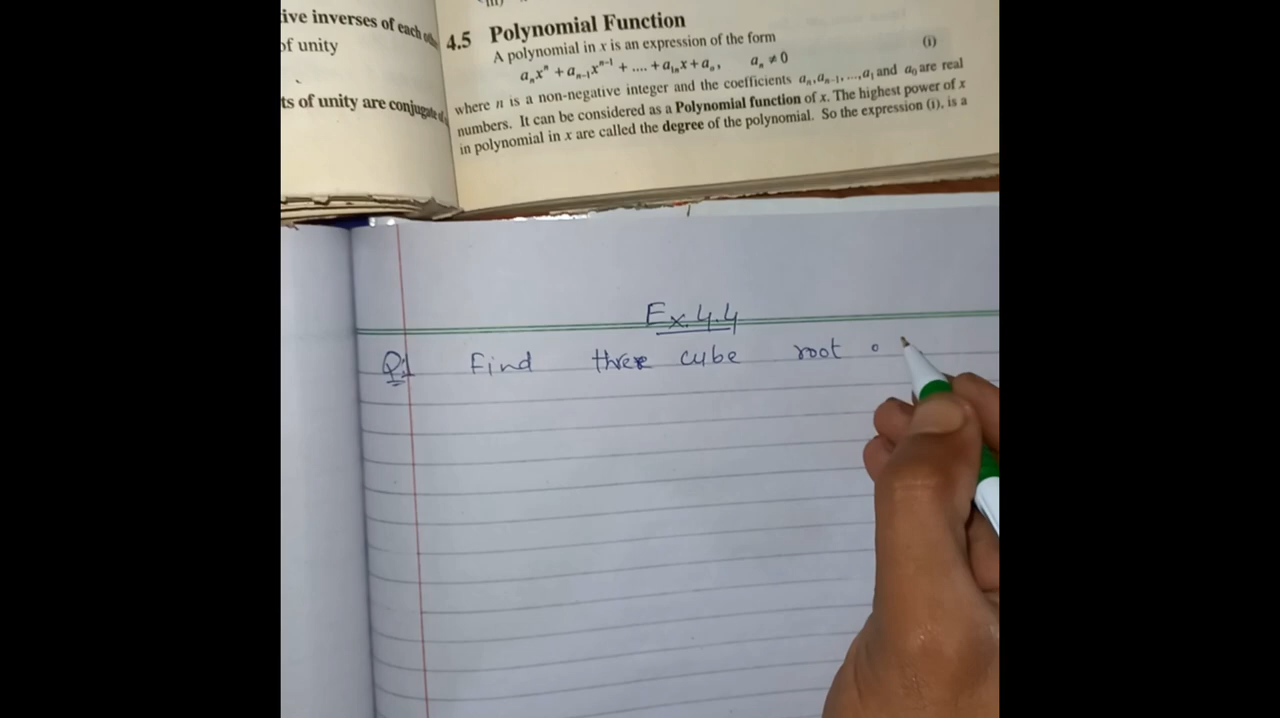 ive inverses of each
of unity
ts of unity are conjugate of
4.5 Polynomial Function
A polynomial in x is an expression of the form
aₙxⁿ + aₙ₋₁xⁿ⁻¹ + .... + a₁x + aₒ, aₙ ≠ 0 (i)
where n is a non-negative integer and the coefficients aₙ, aₙ₋₁, ..., a₁ and a₀ are real
numbers. It can be considered as a Polynomial function of x. The highest power of x
in polynomial in x are called the degree of the polynomial. So the expression (i), is a
Ex.4.4
Q1 Find three cube root o